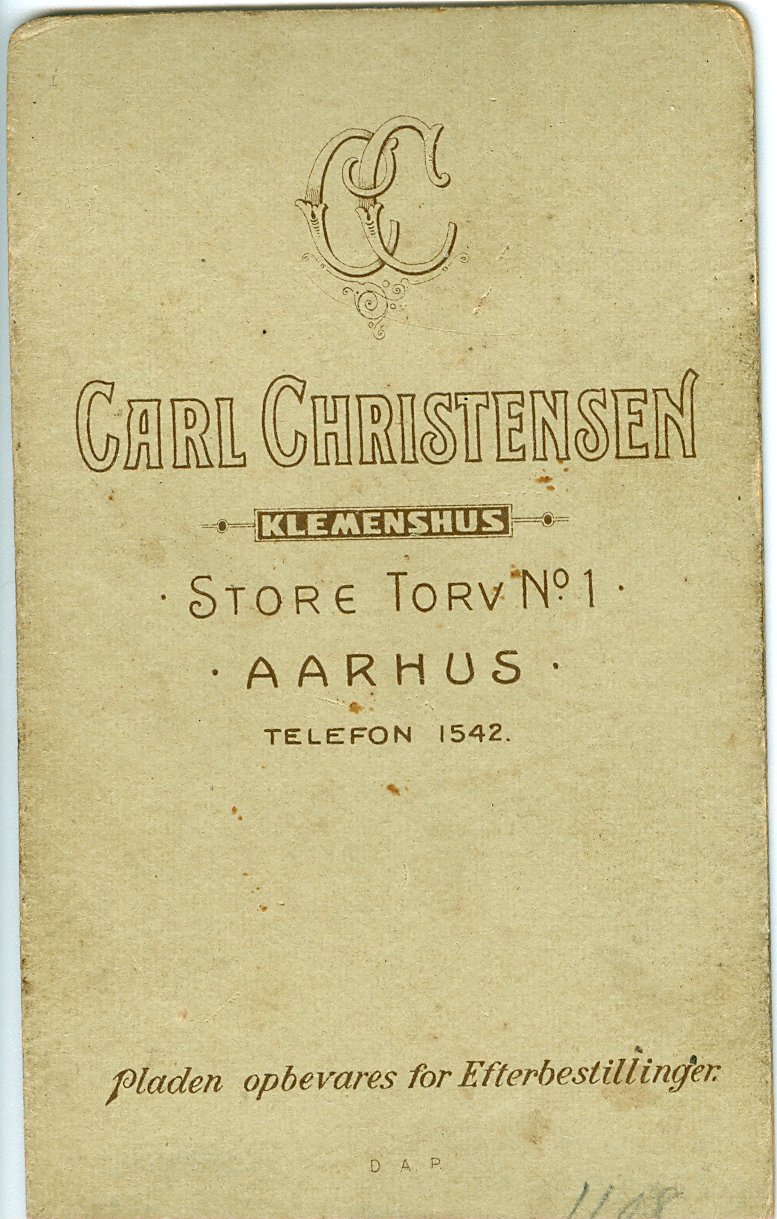 CC
CARL CHRISTENSEN
KLEMENSHUS
· STORE TORV Nº 1 ·
· AARHUS ·
TELEFON 1542.
Pladen opbevares for Efterbestillinger.
D. A. P.